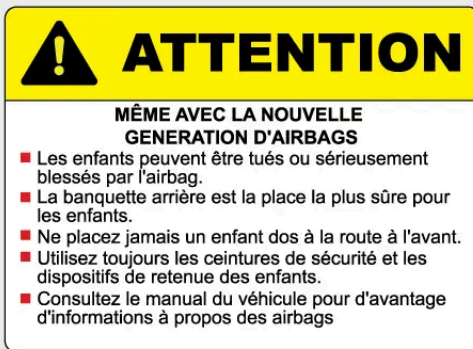 ATTENTION
MÊME AVEC LA NOUVELLE
GENERATION D'AIRBAGS
Les enfants peuvent être tués ou sérieusement
blessés par l'airbag.
La banquette arrière est la place la plus sûre pour
les enfants.
Ne placez jamais un enfant dos à la route à l'avant.
Utilisez toujours les ceintures de sécurité et les
dispositifs de retenue des enfants.
Consultez le manual du véhicule pour d'avantage
d'informations à propos des airbags